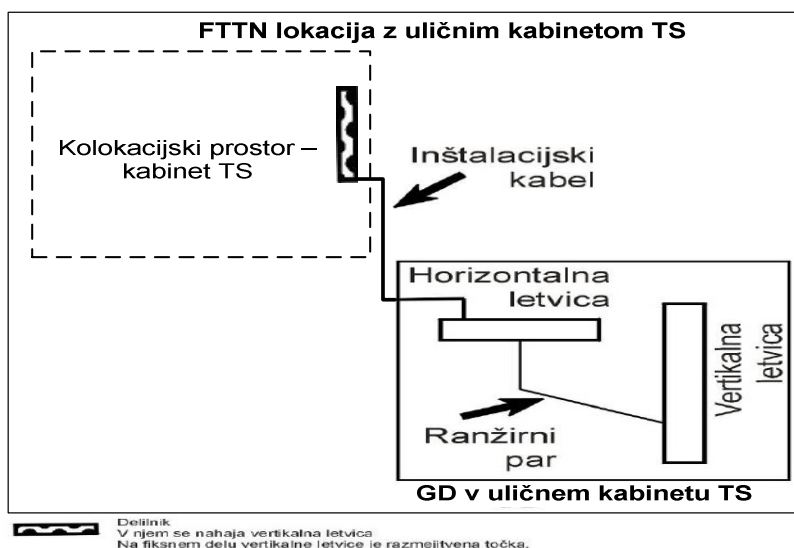 FTTN lokacija z uličnim kabinetom TS
Kolokacijski prostor –
kabinet TS
Inštalacijski
kabel
Horizontalna
letvica
Vertikalna
letvica
Ranžirni
par
GD v uličnem kabinetu TS
Delilnik
V njem se nahaja vertikalna letvica
Na fiksnem delu vertikalne letvice je razmejitvena točka.